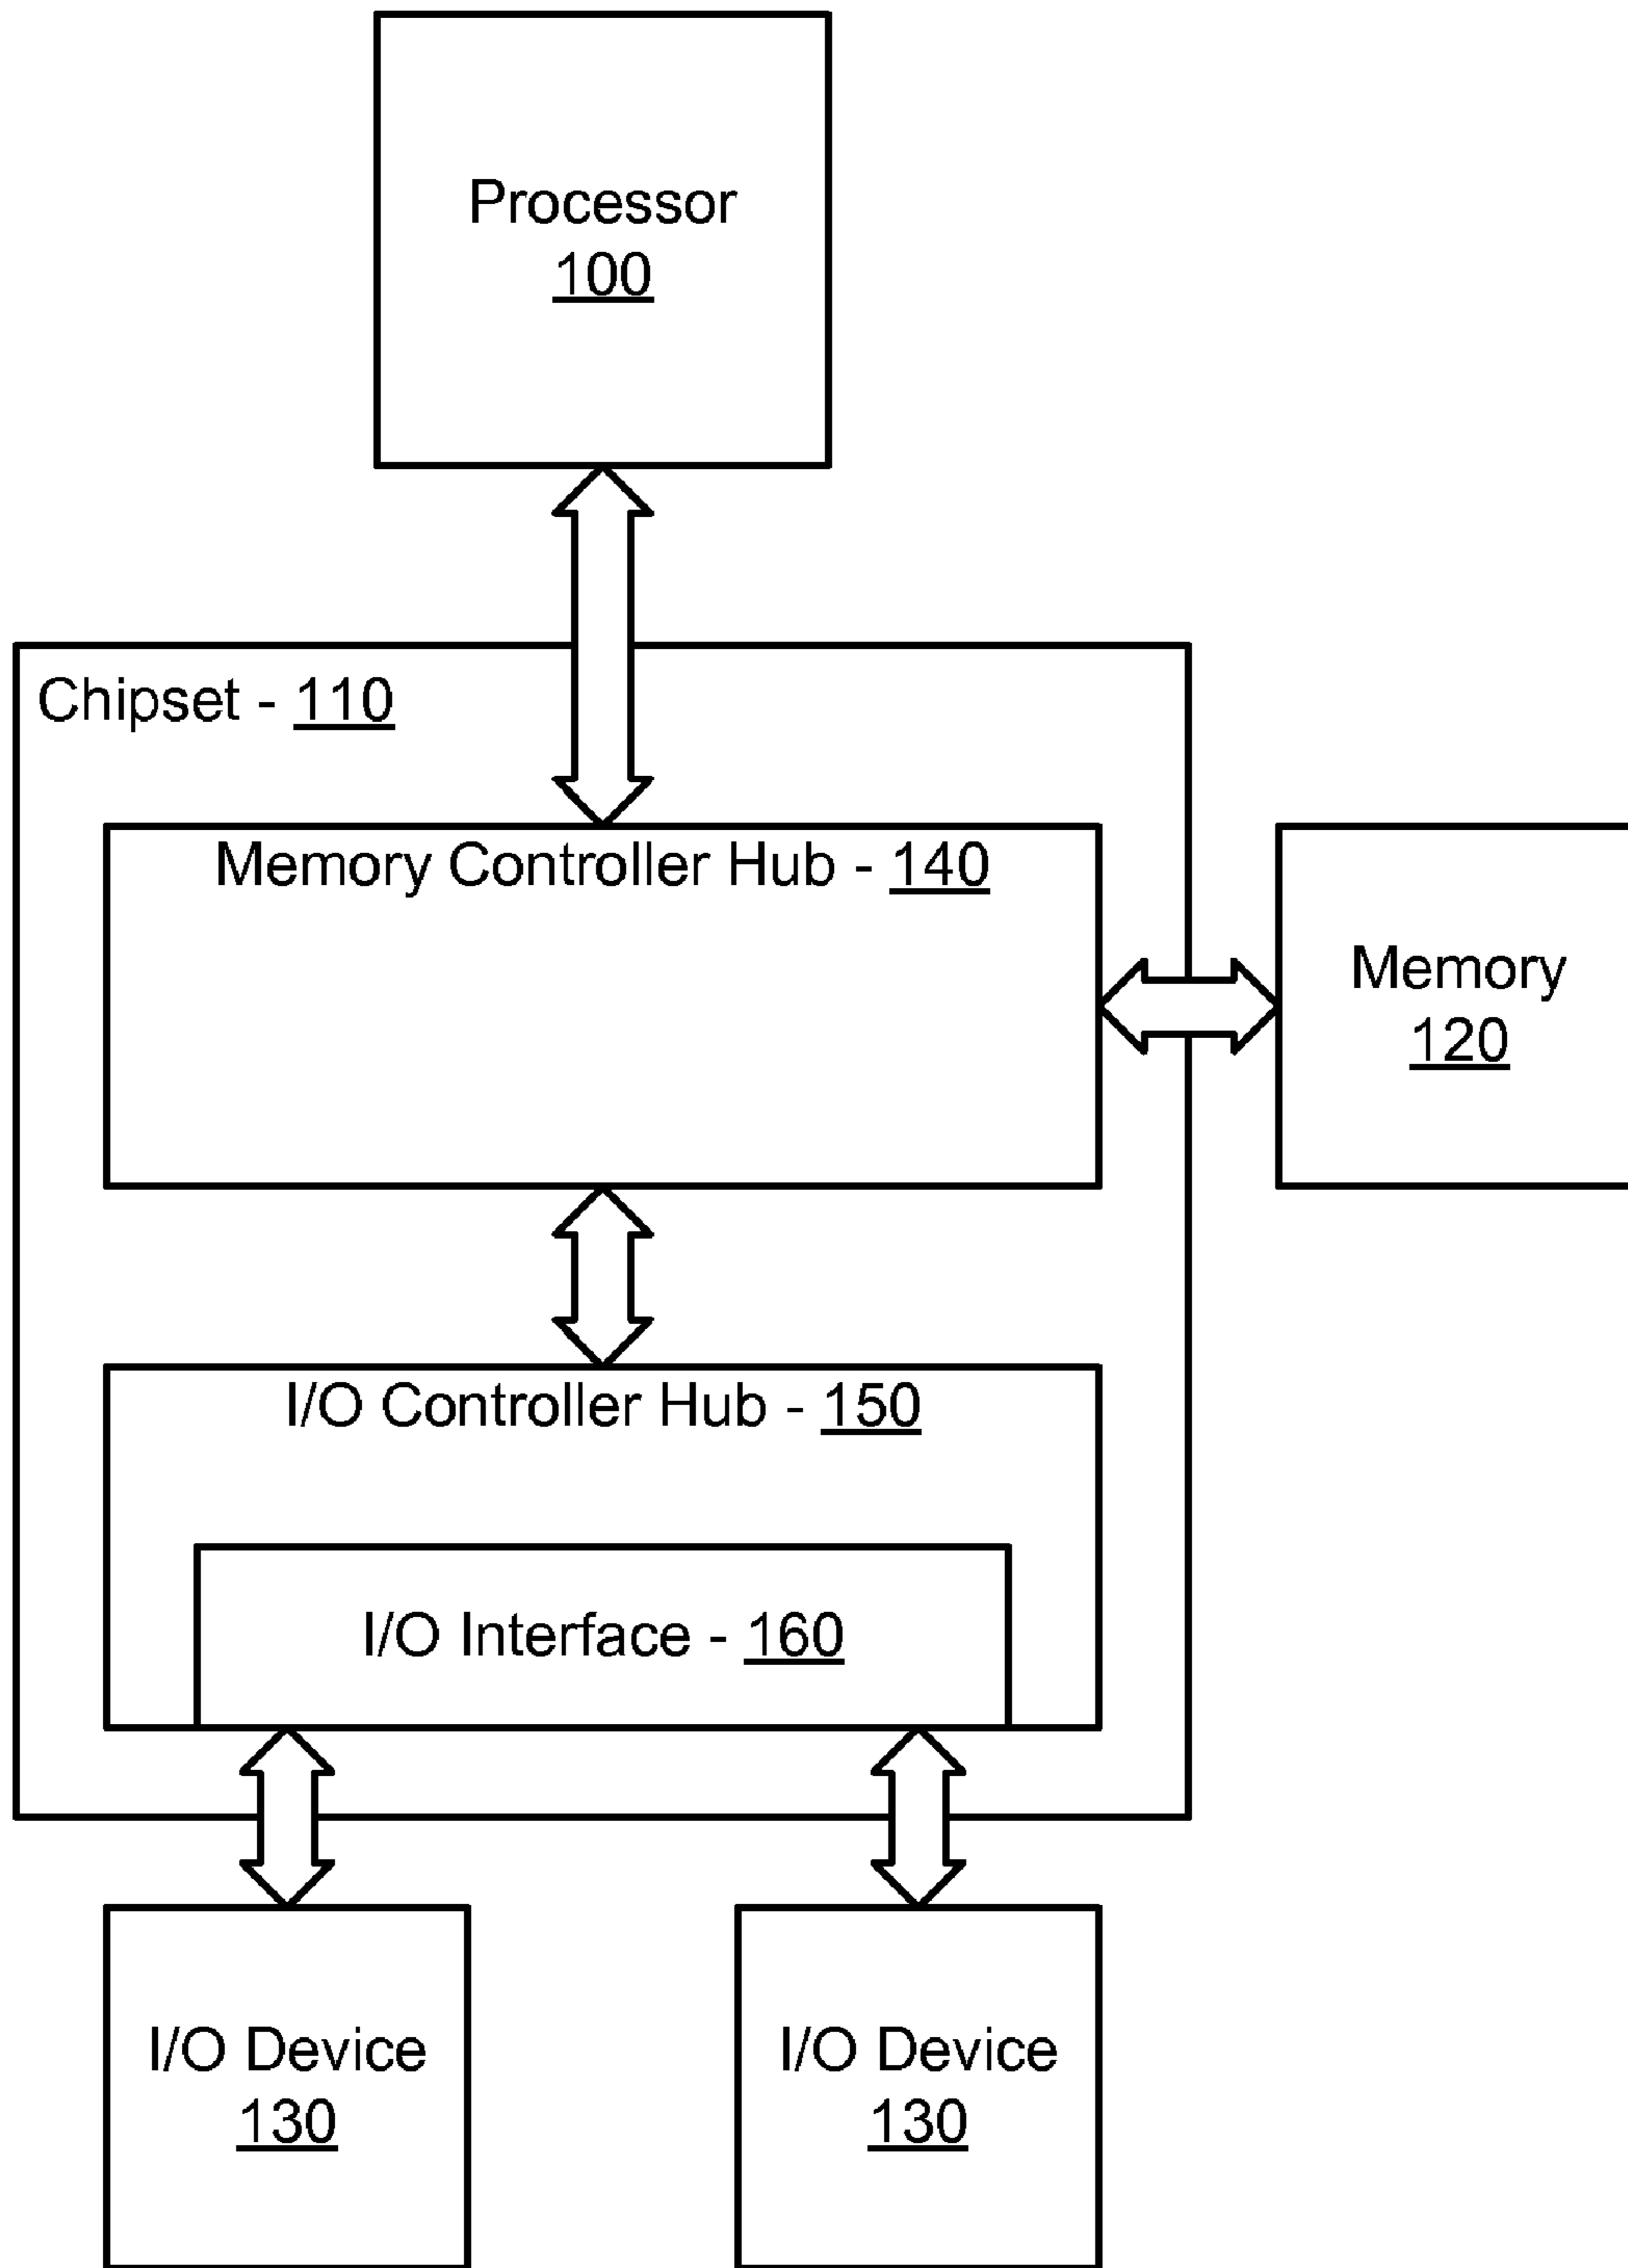 Processor
100
Chipset - 110
Memory Controller Hub - 140
Memory
120
I/O Controller Hub - 150
I/O Interface - 160
I/O Device
130
I/O Device
130